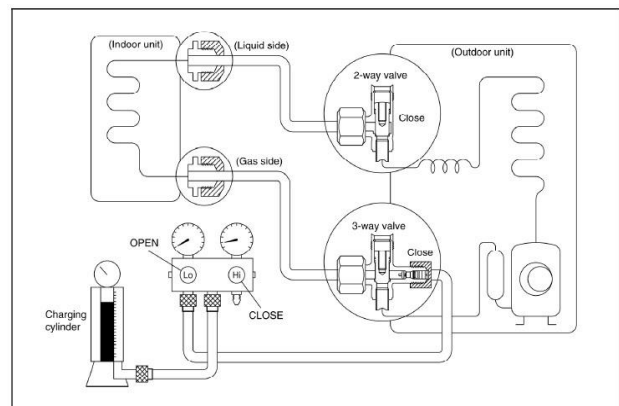 (Indoor unit)
(Liquid side)
(Outdoor unit)
2-way valve
Close
(Gas side)
3-way valve
Close
OPEN
Lo
Hi
CLOSE
Charging
cylinder